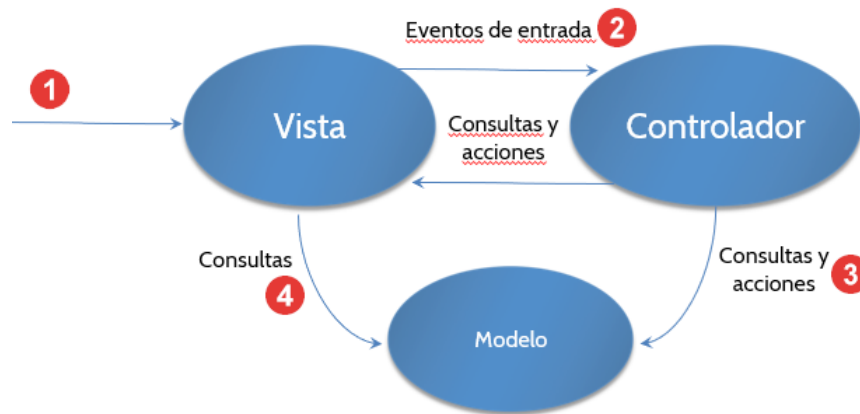 Eventos de entrada 2
1
Vista
Consultas y
acciones
Controlador
Consultas
4
Consultas y
acciones 3
Modelo